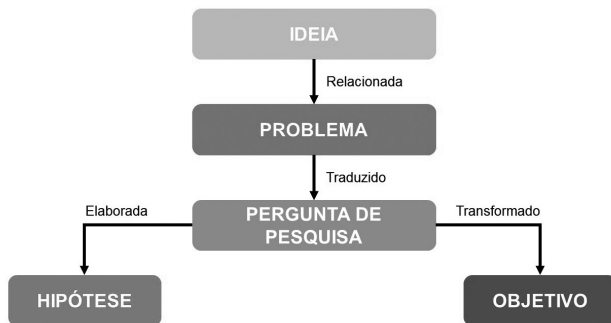 IDEIA
Relacionada
PROBLEMA
Traduzido
Elaborada
PERGUNTA DE
PESQUISA
Transformado
HIPÓTESE
OBJETIVO